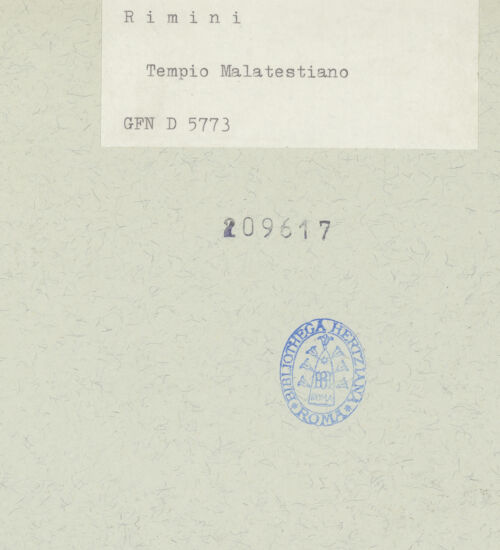 Rimini
Tempio Malatestiano
GFN D 5773
209617
BIBLIOTHECA HERTZIANA
ROMA